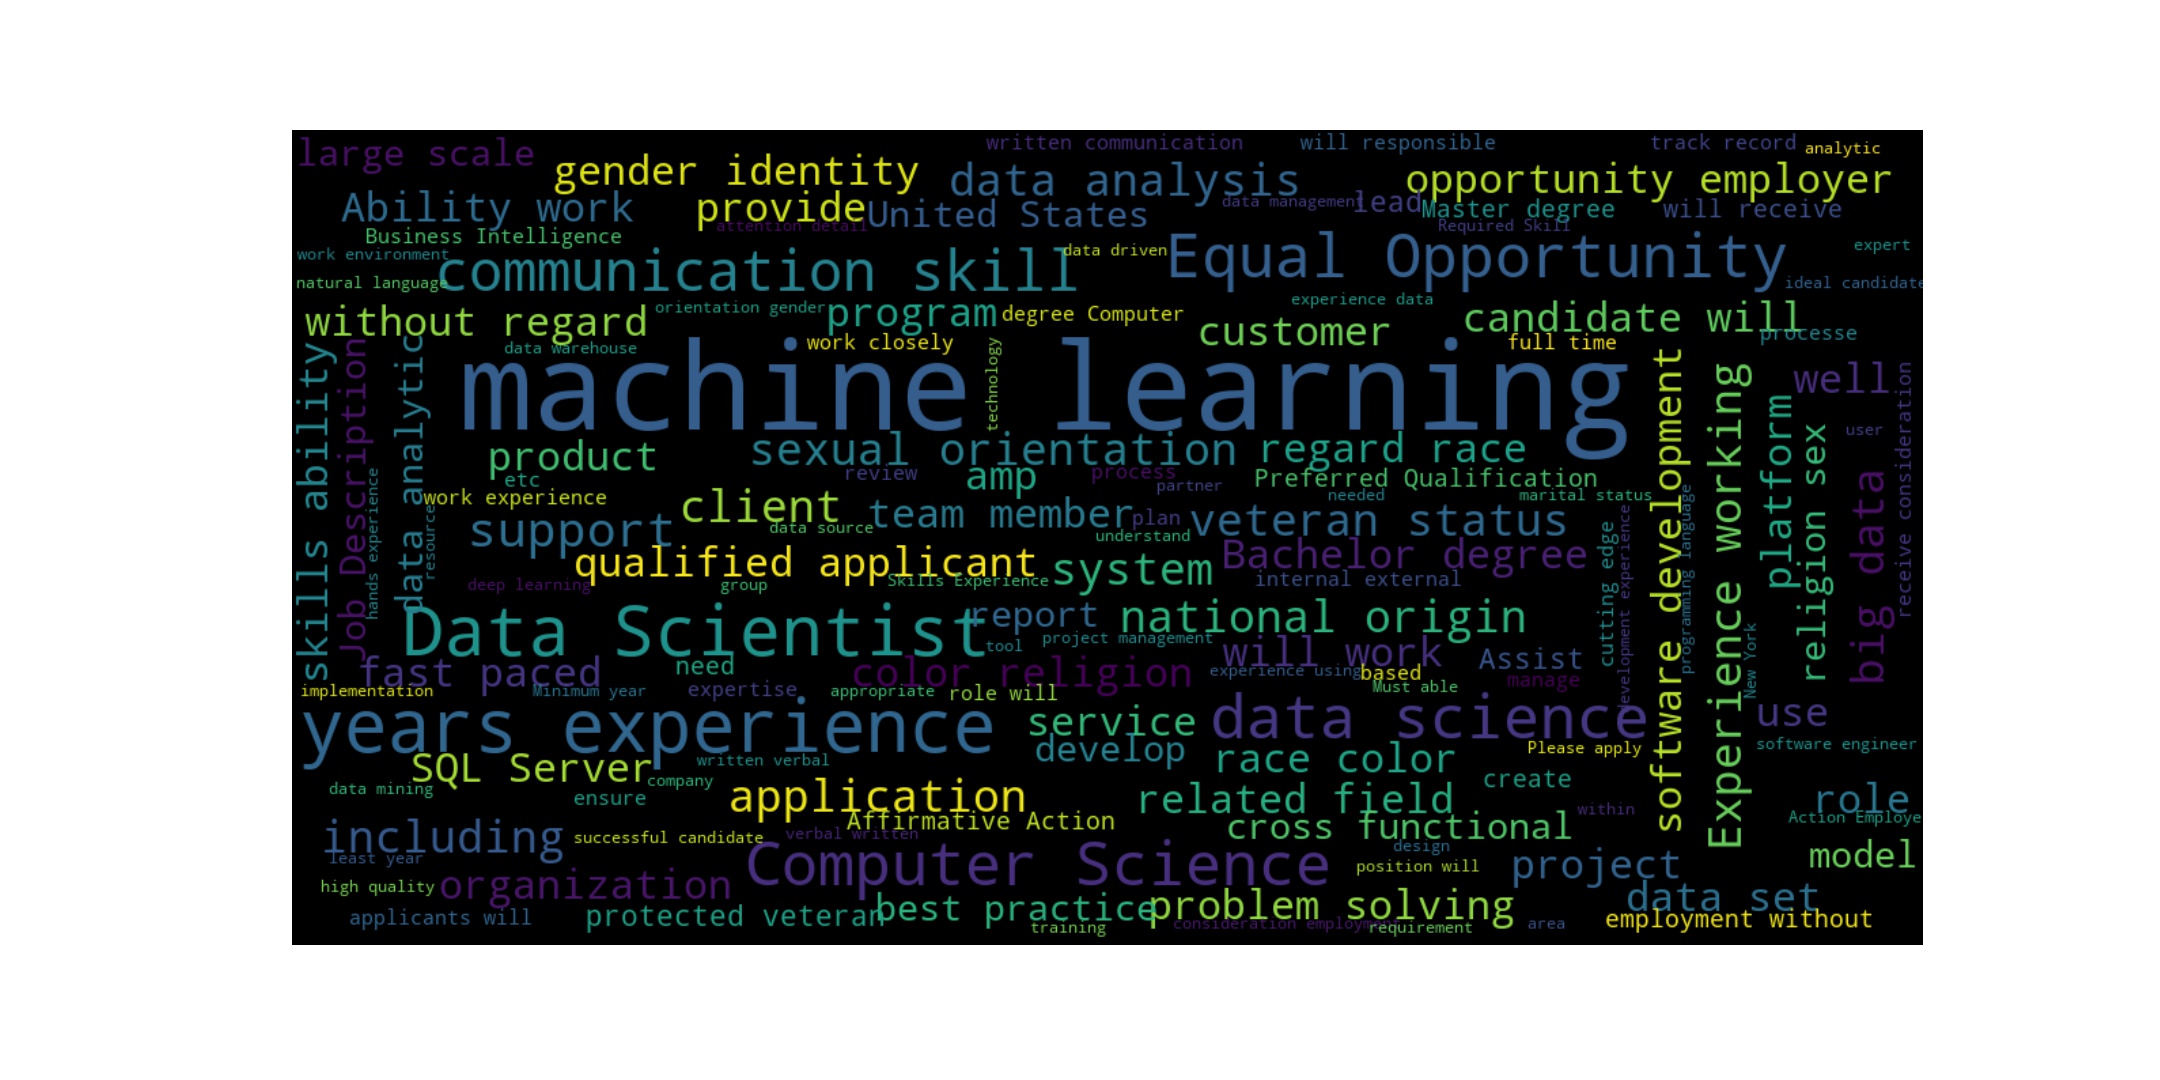 large scale
written communication
will responsible
track record
analytic
gender identity
data analysis
opportunity employer
Ability work
provide
United States
data management
lead
Master degree
will receive
attention detail
Required Skill
Business Intelligence
work environment
communication skill
data driven
Equal Opportunity
expert
natural language
ideal candidate
without regard
orientation gender
program
degree Computer
experience data
customer
candidate will
processe
data warehouse
work closely
full time
machine learning
technology
skills ability
Job Description
data analytic
hands experience
resource
well
product
sexual orientation
regard race
etc
review
amp
process
partner
Preferred Qualification
needed
marital status
user
work experience
client
data source
support
team member
plan
veteran status
understand
qualified applicant
Skills Experience
system
Bachelor degree
internal external
deep learning
group
software development
Experience working
platform
religion sex
big data
receive consideration
cutting edge
development experience
programming language
New York
Data Scientist
report
national origin
tool
project management
will work
Assist
fast paced
need
color religion
experience using
based
Must able
manage
implementation
Minimum year
expertise
appropriate
role will
years experience
service
data science
use
develop
race color
Please apply
software engineer
SQL Server
written verbal
company
create
data mining
ensure
application
related field
within
role
Affirmative Action
Action Employe
including
successful candidate
verbal written
cross functional
least year
Computer Science
design
position will
project
model
high quality
organization
data set
applicants will
protected veteran
best practice
problem solving
training
consideration employment
requirement
area
employment without